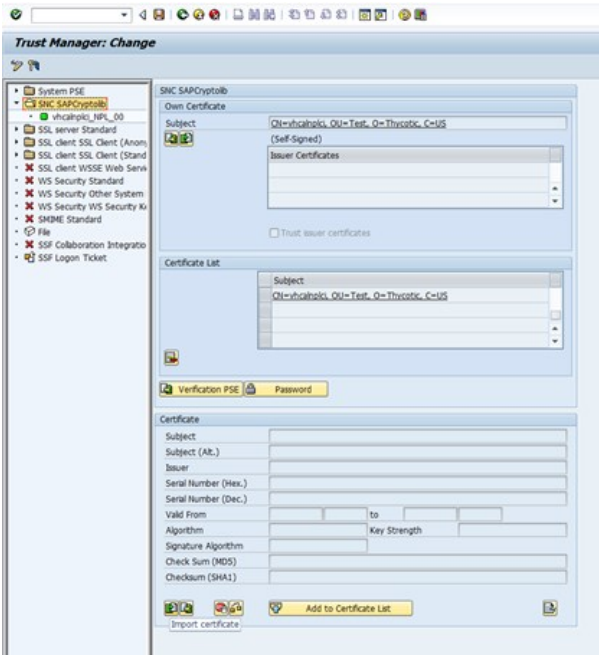 Trust Manager: Change
System PSE
SNC SAPCryptolib
vhcalnplci_NPL_00
SSL server Standard
SSL client SSL Client (Anony
SSL client SSL Client (Stand
SSL client WSSE Web Servi
WS Security Standard
WS Security Other System
WS Security WS Security Ke
SMIME Standard
File
SSF Collaboration Integratio
SSF Logon Ticket
SNC SAPCryptolib
Own Certificate
Subject CN=vhcalnplci, OU=Test, O=Thycotic, C=US
(Self-Signed)
Issuer Certificates
Trust issuer certificates
Certificate List
Subject
CN=vhcalnplci, OU=Test, O=Thycotic, C=US
Verification PSE Password
Certificate
Subject
Subject (Alt.)
Issuer
Serial Number (Hex.)
Serial Number (Dec.)
Valid From to
Algorithm Key Strength
Signature Algorithm
Check Sum (MD5)
Checksum (SHA1)
Add to Certificate List
Import certificate